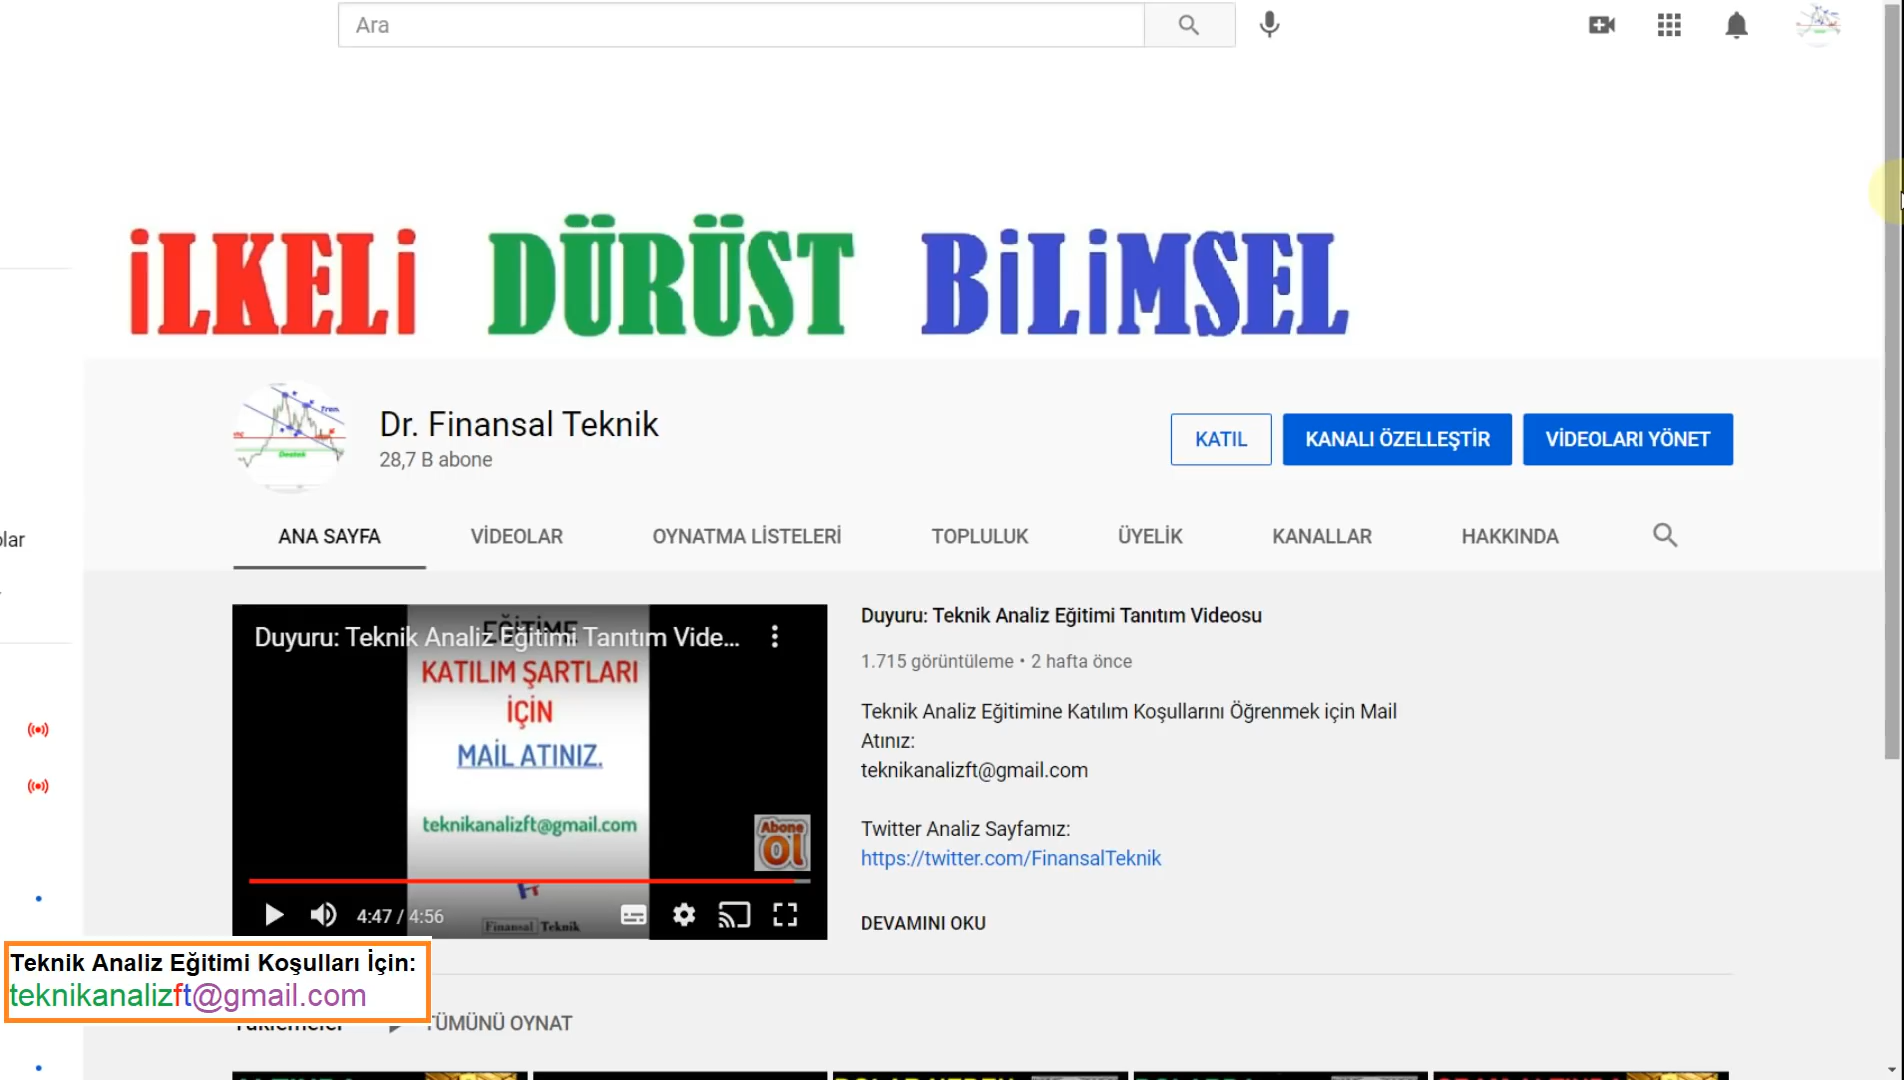 Ara
İLKELİ DÜRÜST BİLİMSEL
Dr. Finansal Teknik
28,7 B abone
KATIL
KANALI ÖZELLEŞTİR
VİDEOLARI YÖNET
ANA SAYFA
VİDEOLAR
OYNATMA LİSTELERİ
TOPLULUK
ÜYELİK
KANALLAR
HAKKINDA
Destek
Duyuru: Teknik Analiz Eğitimi Tanıtım Vide...
EĞİTİME
KATILIM ŞARTLARI
İÇİN
MAİL ATINIZ.
teknikanalizft@gmail.com
Abone
Ol
4:47 / 4:56
Finansal Teknik
Duyuru: Teknik Analiz Eğitimi Tanıtım Videosu
1.715 görüntüleme • 2 hafta önce
Teknik Analiz Eğitimine Katılım Koşullarını Öğrenmek için Mail
Atınız:
teknikanalizft@gmail.com
Twitter Analiz Sayfamız:
https://twitter.com/FinansalTeknik
DEVAMINI OKU
Teknik Analiz Eğitimi Koşulları İçin:
teknikanalizft@gmail.com
TÜMÜNÜ OYNAT